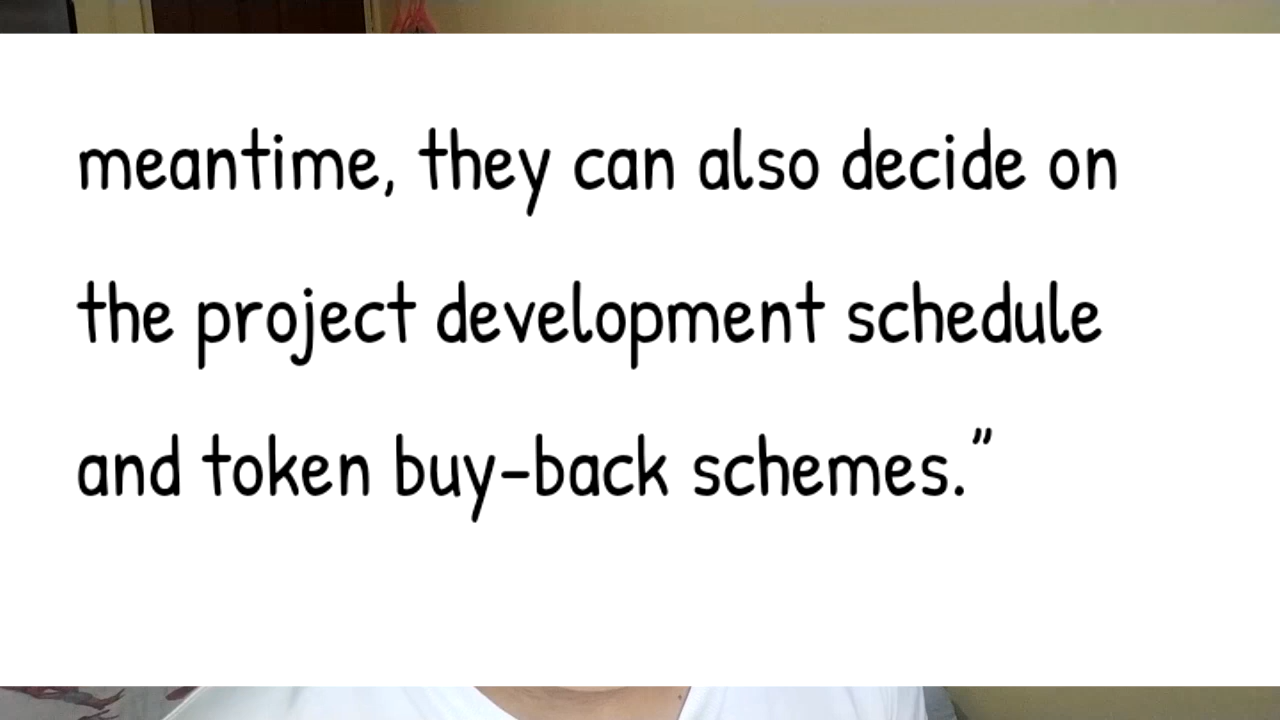 meantime, they can also decide on
the project development schedule
and token buy-back schemes.”